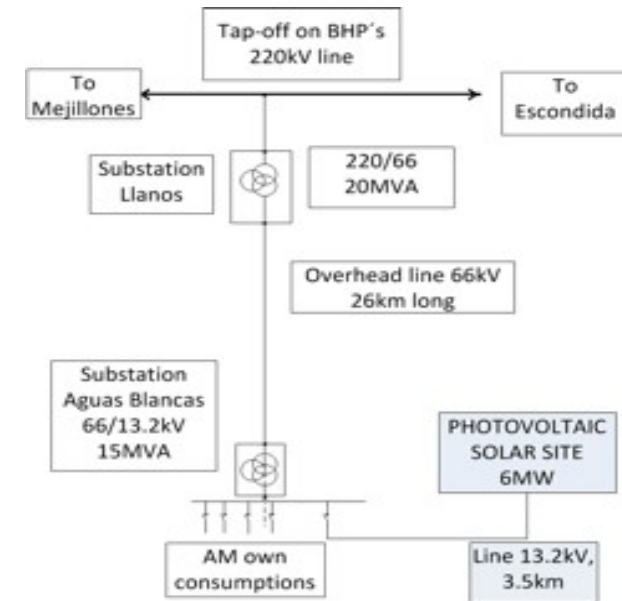 Tap-off on BHP´s
220kV line
To
Mejillones
To
Escondida
Substation
Llanos
220/66
20MVA
Overhead line 66kV
26km long
Substation
Aguas Blancas
66/13.2kV
15MVA
PHOTOVOLTAIC
SOLAR SITE
6MW
AM own
consumptions
Line 13.2kV,
3.5km